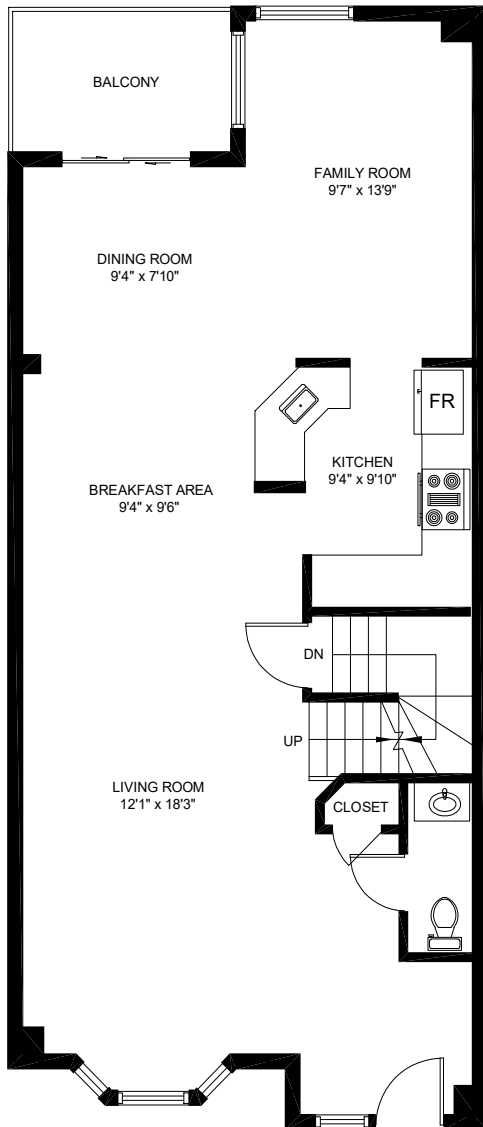 BALCONY
FAMILY ROOM
9'7" x 13'9"
DINING ROOM
9'4" x 7'10"
FR
KITCHEN
9'4" x 9'10"
BREAKFAST AREA
9'4" x 9'6"
DN
UP
LIVING ROOM
12'1" x 18'3"
CLOSET